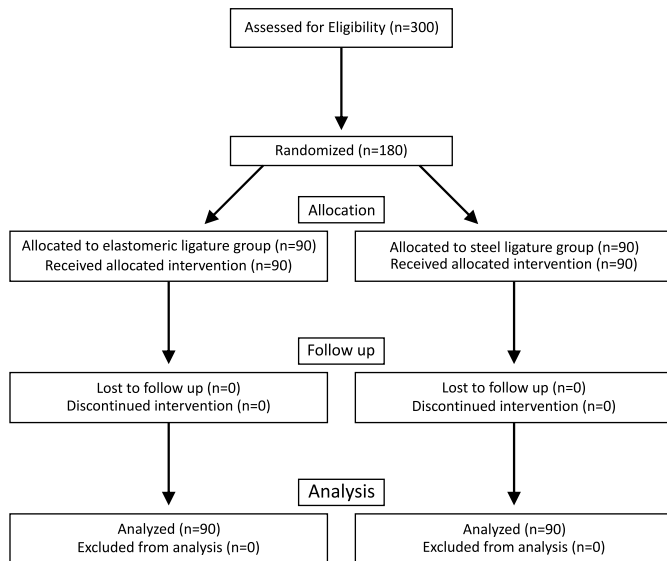 Assessed for Eligibility (n=300)
Randomized (n=180)
Allocation
Allocated to elastomeric ligature group (n=90)
Received allocated intervention (n=90)
Allocated to steel ligature group (n=90)
Received allocated intervention (n=90)
Follow up
Lost to follow up (n=0)
Discontinued intervention (n=0)
Lost to follow up (n=0)
Discontinued intervention (n=0)
Analysis
Analyzed (n=90)
Excluded from analysis (n=0)
Analyzed (n=90)
Excluded from analysis (n=0)